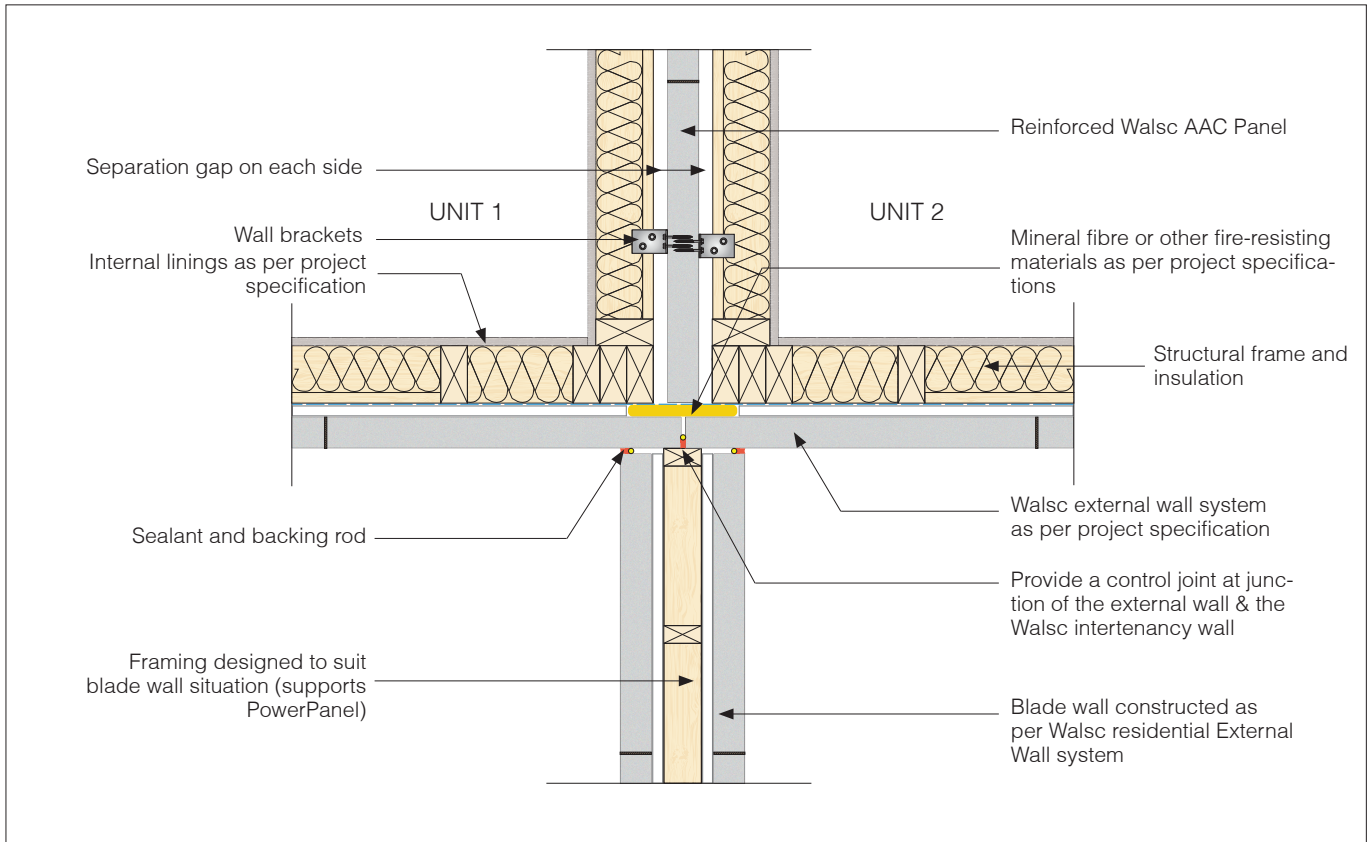 Reinforced Walsc AAC Panel
Separation gap on each side
UNIT 1
UNIT 2
Wall brackets
Internal linings as per project
specification
Mineral fibre or other fire-resisting
materials as per project specifica-
tions
Structural frame and
insulation
Sealant and backing rod
Walsc external wall system
as per project specification
Provide a control joint at junc-
tion of the external wall & the
Walsc intertenancy wall
Framing designed to suit
blade wall situation (supports
PowerPanel)
Blade wall constructed as
per Walsc residential External
Wall system